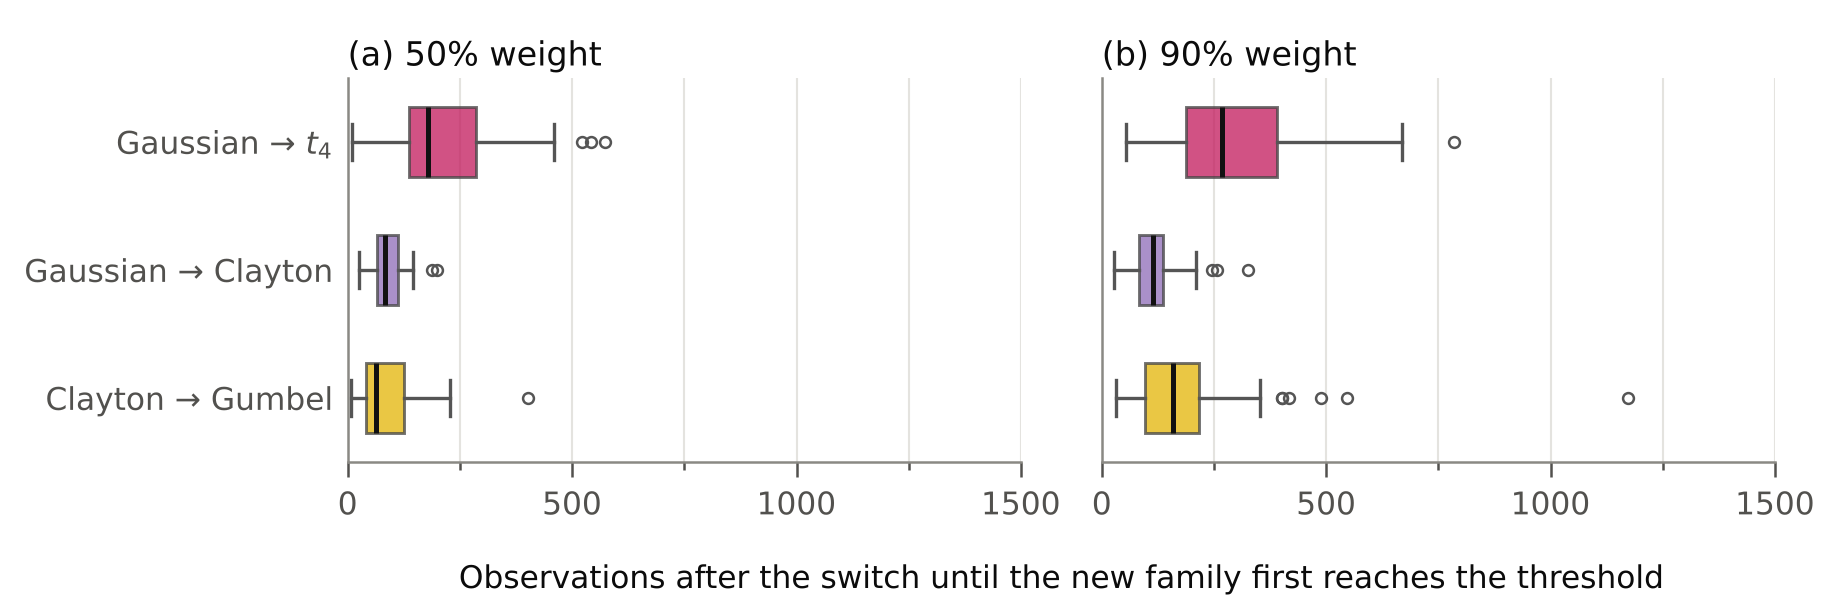 (a) 50% weight
(b) 90% weight
Gaussian → t₄
Gaussian → Clayton
Clayton → Gumbel
0 500 1000 1500
0 500 1000 1500
Observations after the switch until the new family first reaches the threshold